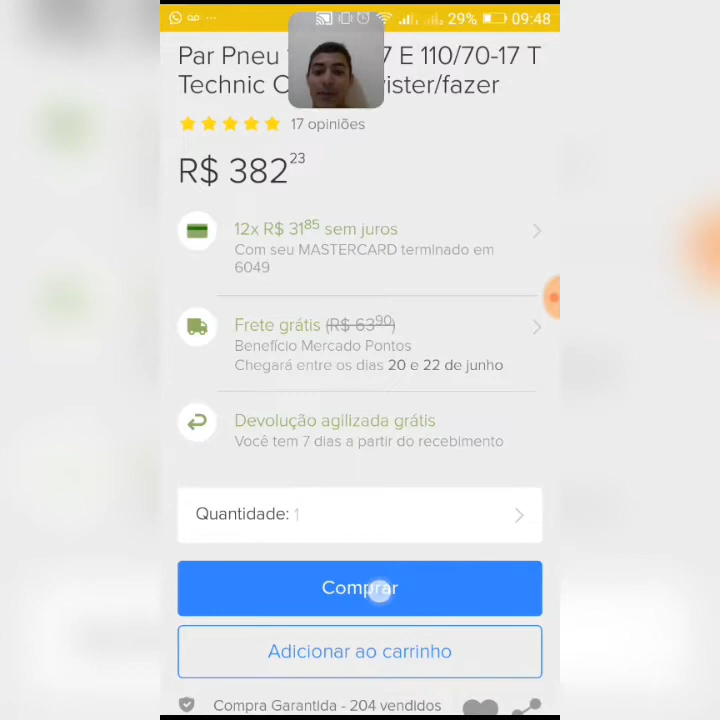 29% 09:48
Par Pneu 7 E 110/70-17 T
Technic C ister/fazer
17 opiniões
R$ 382 23
12x R$ 31 85 sem juros
Com seu MASTERCARD terminado em
6049
Frete grátis (R$ 63 90)
Benefício Mercado Pontos
Chegará entre os dias 20 e 22 de junho
Devolução agilizada grátis
Você tem 7 dias a partir do recebimento
Quantidade: 1
Comprar
Adicionar ao carrinho
Compra Garantida - 204 vendidos